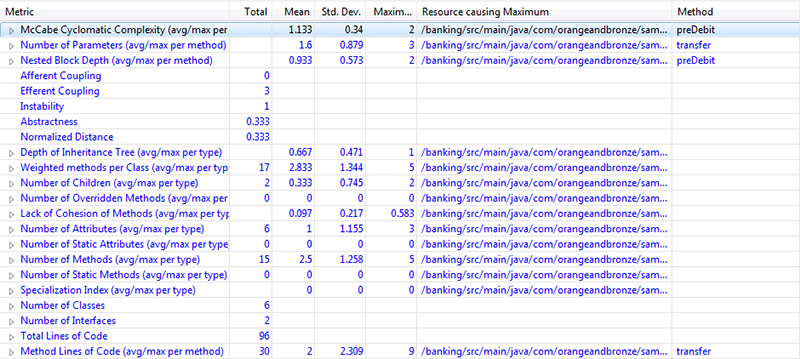 Metric Total Mean Std. Dev. Maxim... Resource causing Maximum Method
McCabe Cyclomatic Complexity (avg/max per 1.133 0.34 2 /banking/src/main/java/com/orangeandbronze/sam... preDebit
Number of Parameters (avg/max per method) 1.6 0.879 3 /banking/src/main/java/com/orangeandbronze/sam... transfer
Nested Block Depth (avg/max per method) 0.933 0.573 2 /banking/src/main/java/com/orangeandbronze/sam... preDebit
Afferent Coupling 0
Efferent Coupling 3
Instability 1
Abstractness 0.333
Normalized Distance 0.333
Depth of Inheritance Tree (avg/max per type) 0.667 0.471 1 /banking/src/main/java/com/orangeandbronze/sam...
Weighted methods per Class (avg/max per typ 17 2.833 1.344 5 /banking/src/main/java/com/orangeandbronze/sam...
Number of Children (avg/max per type) 2 0.333 0.745 2 /banking/src/main/java/com/orangeandbronze/sam...
Number of Overridden Methods (avg/max per 0 0 0 0 /banking/src/main/java/com/orangeandbronze/sam...
Lack of Cohesion of Methods (avg/max per ty 0.097 0.217 0.583 /banking/src/main/java/com/orangeandbronze/sam...
Number of Attributes (avg/max per type) 6 1 1.155 3 /banking/src/main/java/com/orangeandbronze/sam...
Number of Static Attributes (avg/max per type) 0 0 0 0 /banking/src/main/java/com/orangeandbronze/sam...
Number of Methods (avg/max per type) 15 2.5 1.258 5 /banking/src/main/java/com/orangeandbronze/sam...
Number of Static Methods (avg/max per type) 0 0 0 0 /banking/src/main/java/com/orangeandbronze/sam...
Specialization Index (avg/max per type) 0 0 0 /banking/src/main/java/com/orangeandbronze/sam...
Number of Classes 6
Number of Interfaces 2
Total Lines of Code 96
Method Lines of Code (avg/max per method) 30 2 2.309 9 /banking/src/main/java/com/orangeandbronze/sam... transfer